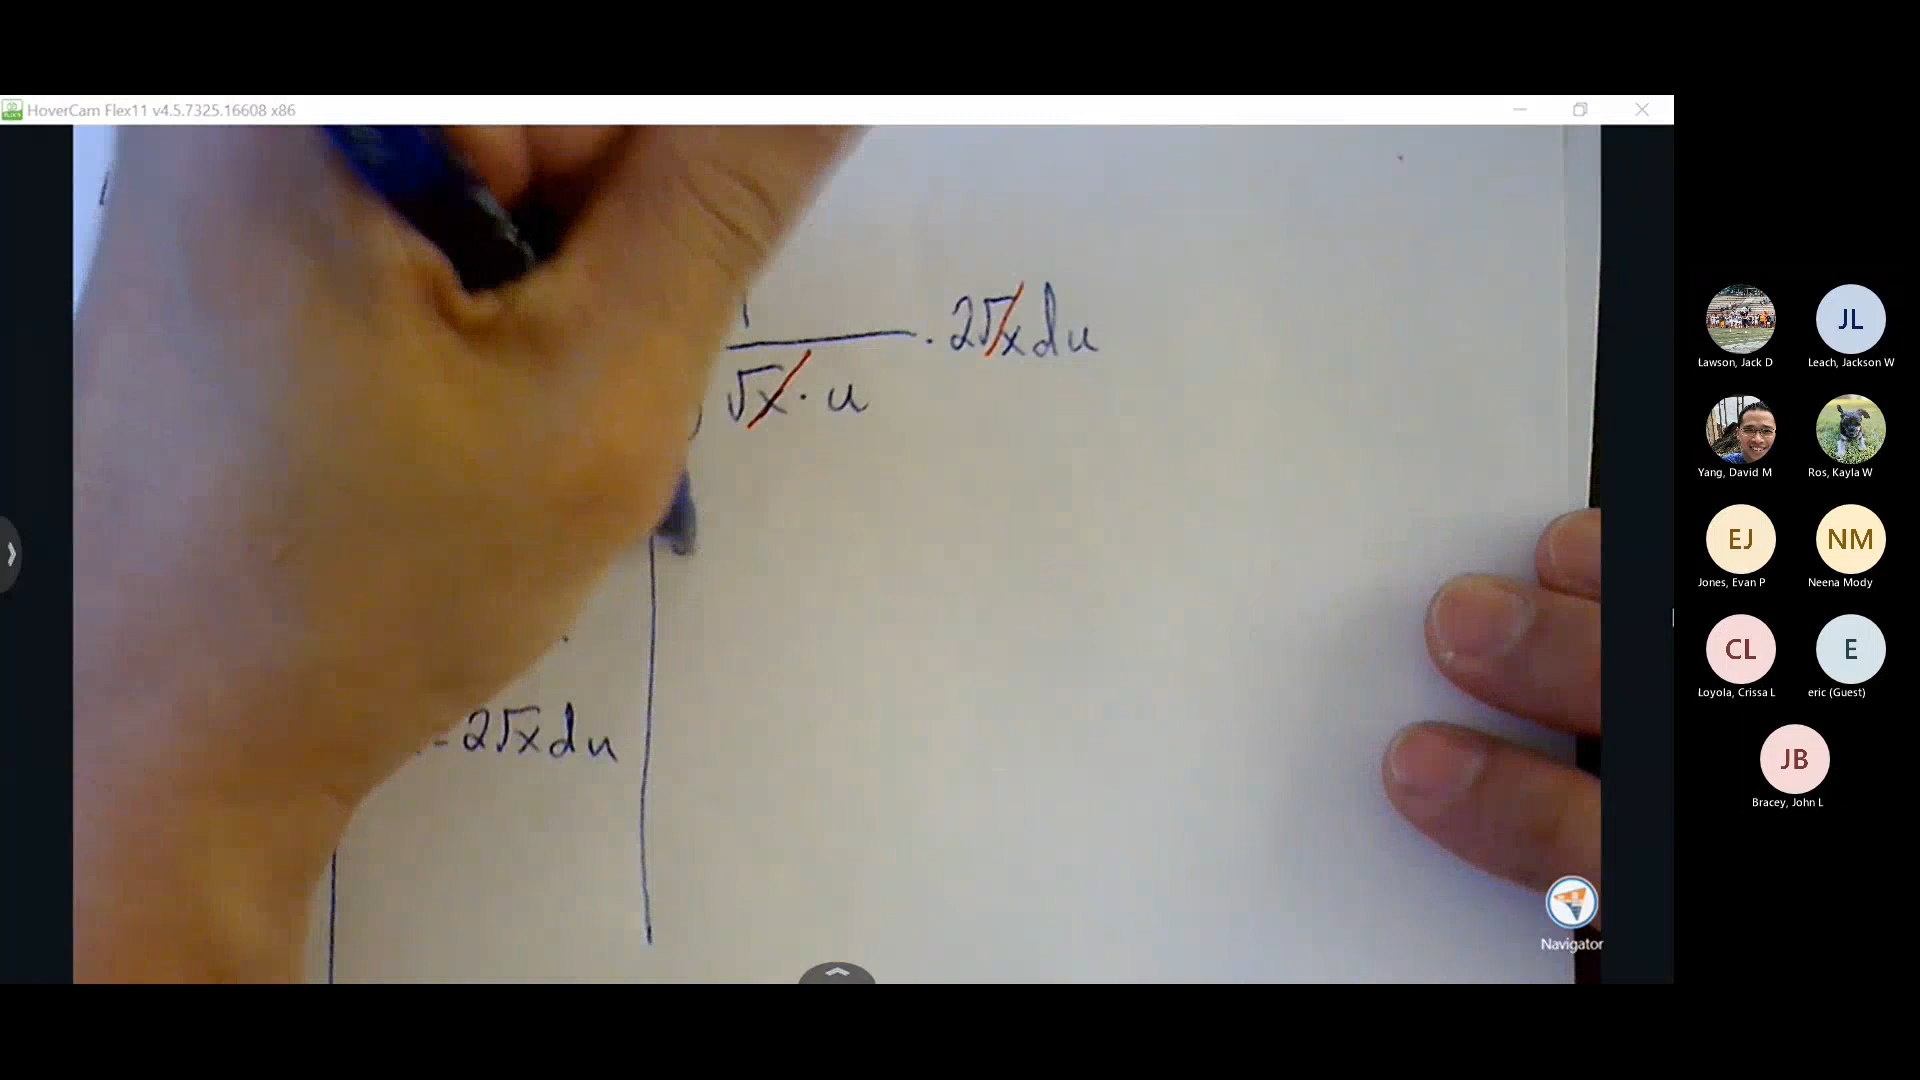 HoverCam Flex11 v4.5.7325.16608 x86
1
· 2√x du
√x · u
= 2√x du
Lawson, Jack D
JL
Leach, Jackson W
Yang, David M
Ros, Kayla W
EJ
NM
Jones, Evan P
Neena Mody
CL
E
Loyola, Crissa L
eric (Guest)
JB
Bracey, John L
Navigator